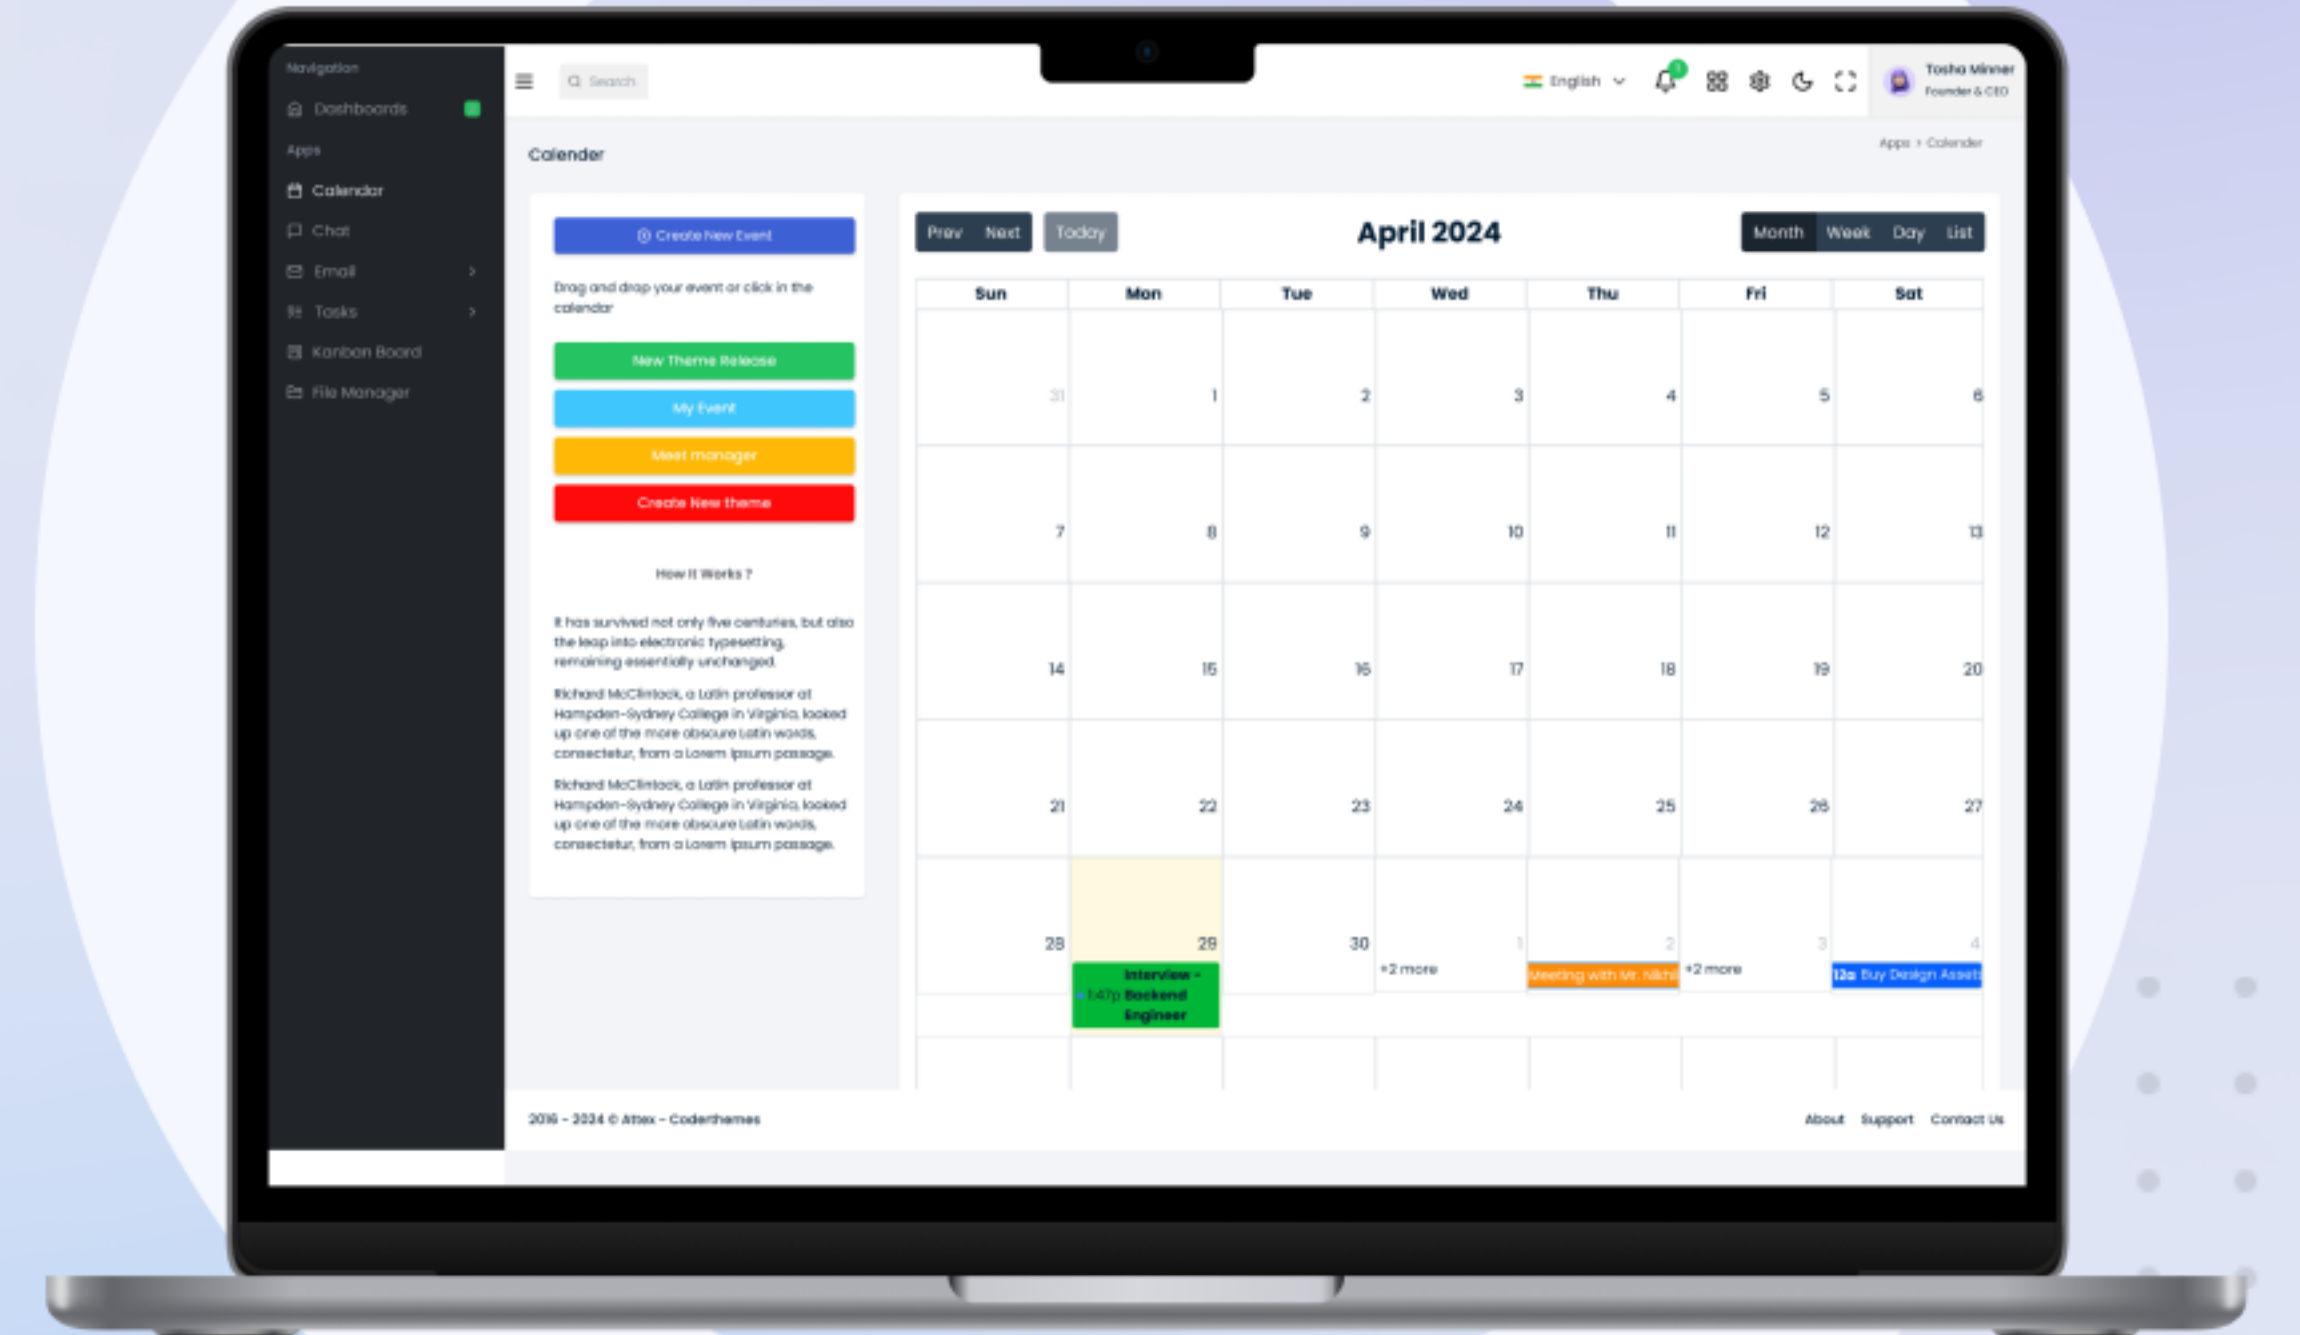 Navigation
Dashboards
Apps
Calendar
Chat
Email
Tasks
Kanban Board
File Manager
Search
English
Tosha Minner
Founder & CEO
Calender
Apps > Calender
Create New Event
Drag and drop your event or click in the
calendar
New Theme Release
My Event
Meet manager
Create New theme
How It Works ?
It has survived not only five centuries, but also
the leap into electronic typesetting,
remaining essentially unchanged.
Richard McClintock, a Latin professor at
Hampden-Sydney College in Virginia, looked
up one of the more obscure Latin words,
consectetur, from a Lorem Ipsum passage.
Richard McClintock, a Latin professor at
Hampden-Sydney College in Virginia, looked
up one of the more obscure Latin words,
consectetur, from a Lorem Ipsum passage.
Prev Next Today
April 2024
Month Week Day List
Sun Mon Tue Wed Thu Fri Sat
31 1 2 3 4 5 6
7 8 9 10 11 12 13
14 15 16 17 18 19 20
21 22 23 24 25 26 27
28 29 30 1 2 3 4
1:47p Interview -
Backend
Engineer
+2 more
Meeting with Mr. Nikhil
+2 more
12a Buy Design Assets
2016 - 2024 © Attex - Coderthemes
About Support Contact Us